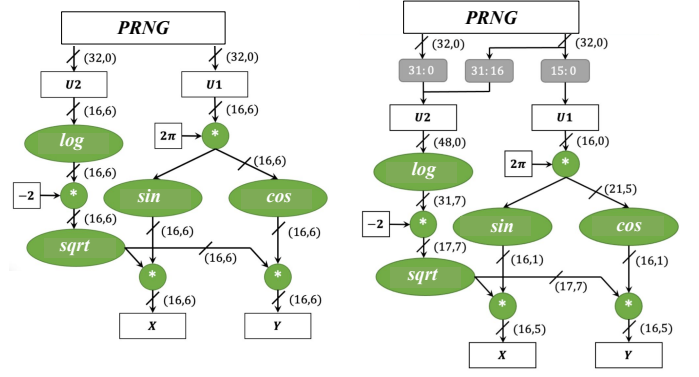 PRNG
(32,0) (32,0)
U2 U1
(16,6) (16,6)
log 2π *
(16,6) (16,6)
-2 * sin cos
(16,6) (16,6) (16,6)
sqrt (16,6)
* *
(16,6) (16,6)
X Y
PRNG
(32,0) (32,0)
31:0 31:16 15:0
U2 U1
(48,0) (16,0)
log 2π *
(31,7) (21,5)
-2 * sin cos
(17,7) (16,1) (16,1)
sqrt (17,7)
* *
(16,5) (16,5)
X Y